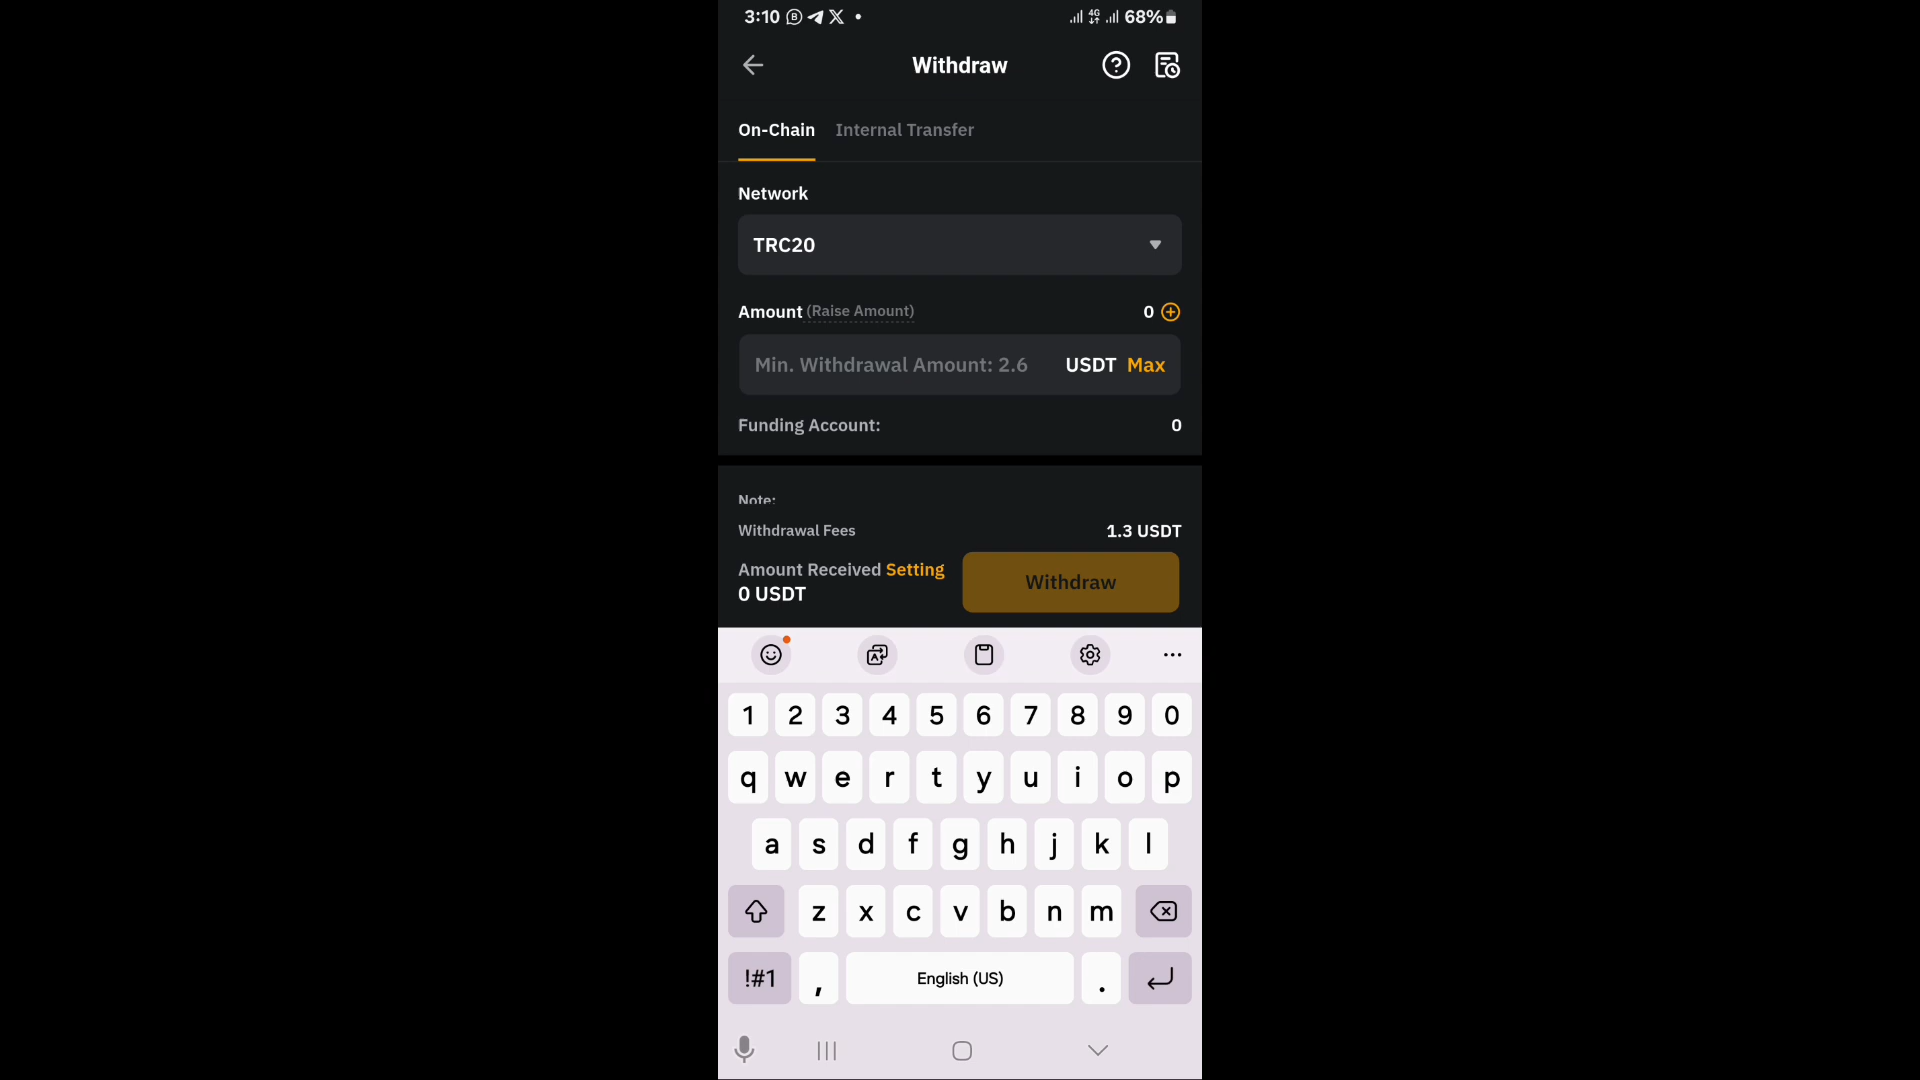 3:10 68%
4G
Withdraw
On-Chain Internal Transfer
Network
TRC20
Amount (Raise Amount) 0
Min. Withdrawal Amount: 2.6 USDT Max
Funding Account: 0
Note:
Withdrawal Fees 1.3 USDT
Amount Received Setting
0 USDT
Withdraw
1 2 3 4 5 6 7 8 9 0
q w e r t y u i o p
a s d f g h j k l
z x c v b n m
!#1 , English (US) .